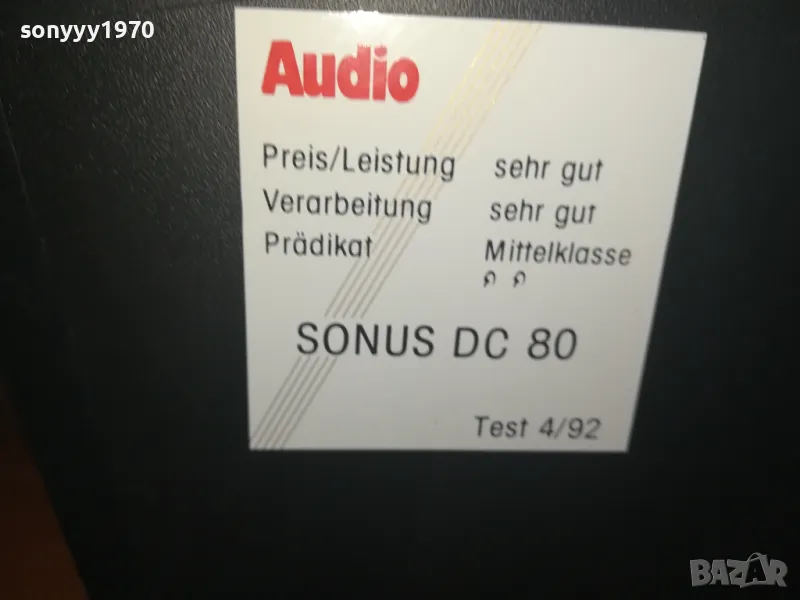 sonyyy1970
Audio
Preis/Leistung sehr gut
Verarbeitung sehr gut
Prädikat Mittelklasse
SONUS DC 80
Test 4/92
BAZAR